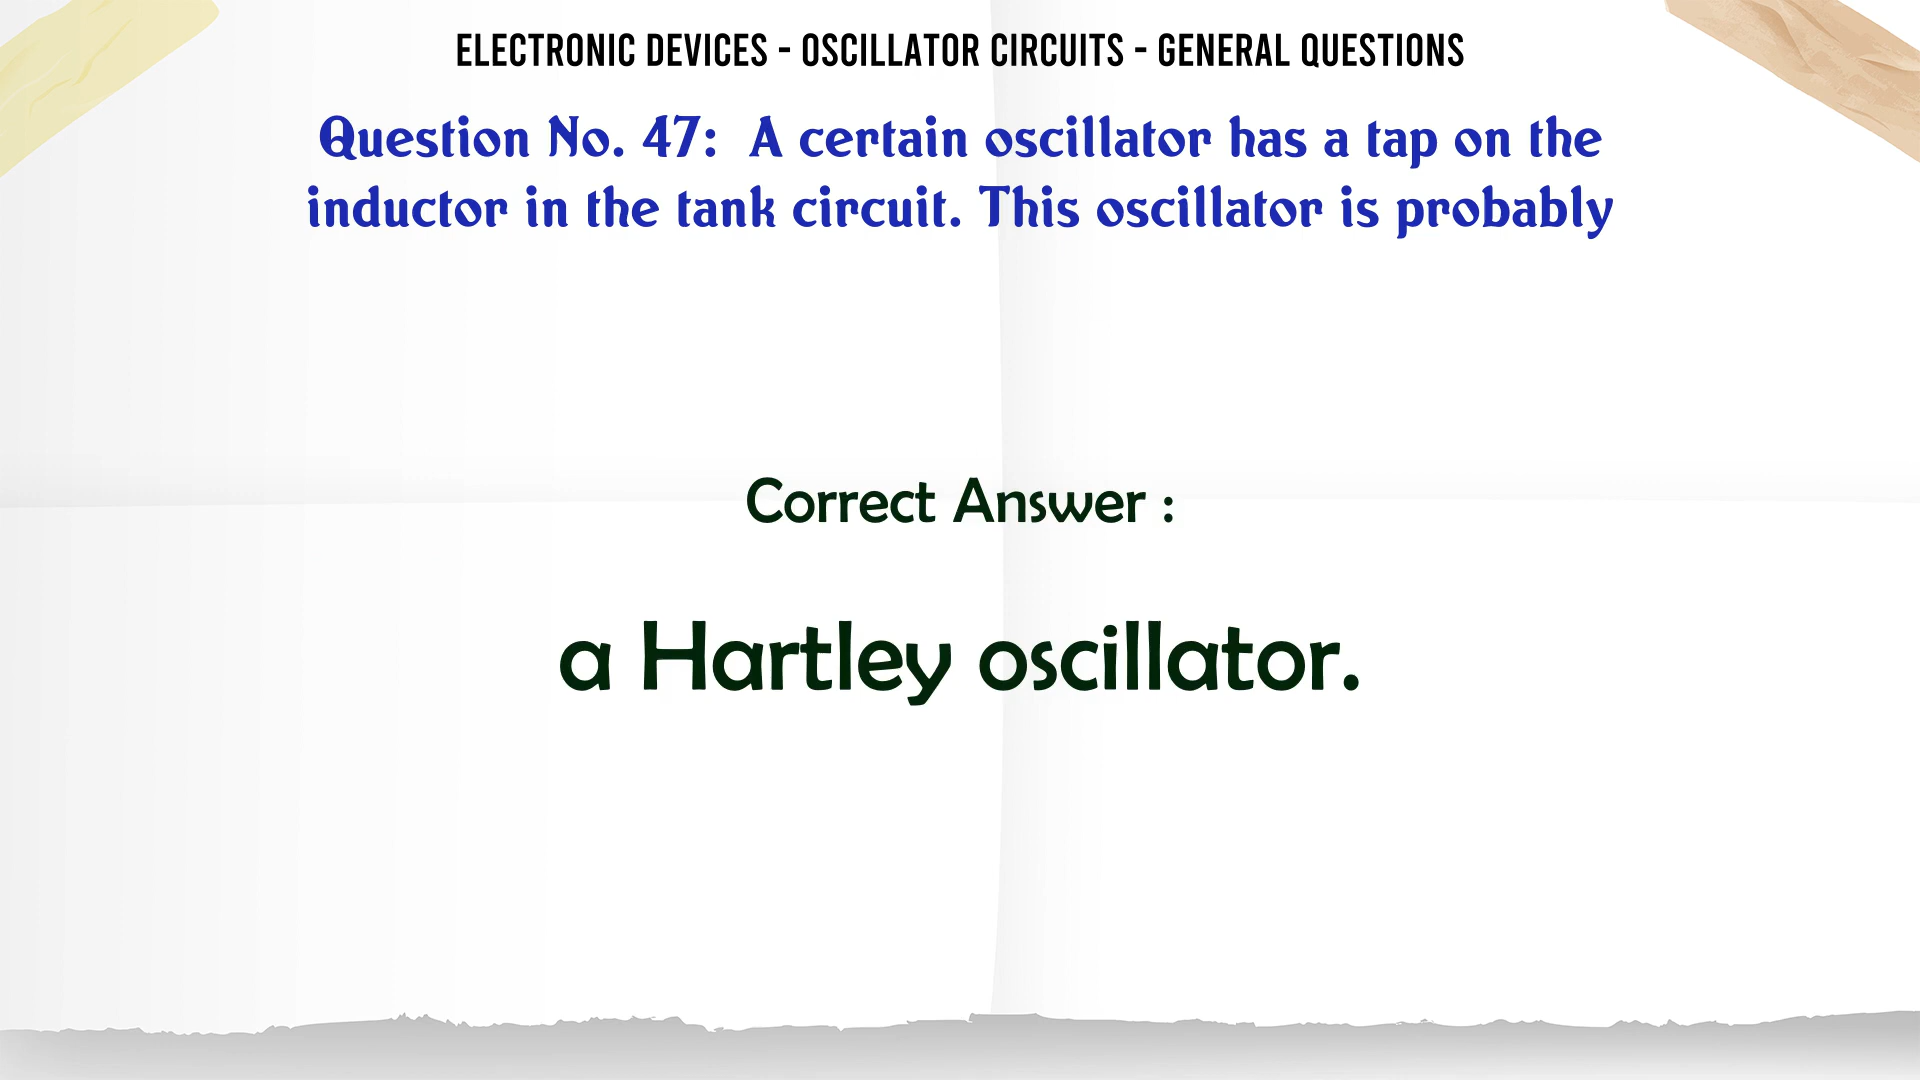 ELECTRONIC DEVICES - OSCILLATOR CIRCUITS - GENERAL QUESTIONS
Question No. 47: A certain oscillator has a tap on the
inductor in the tank circuit. This oscillator is probably
Correct Answer :
a Hartley oscillator.